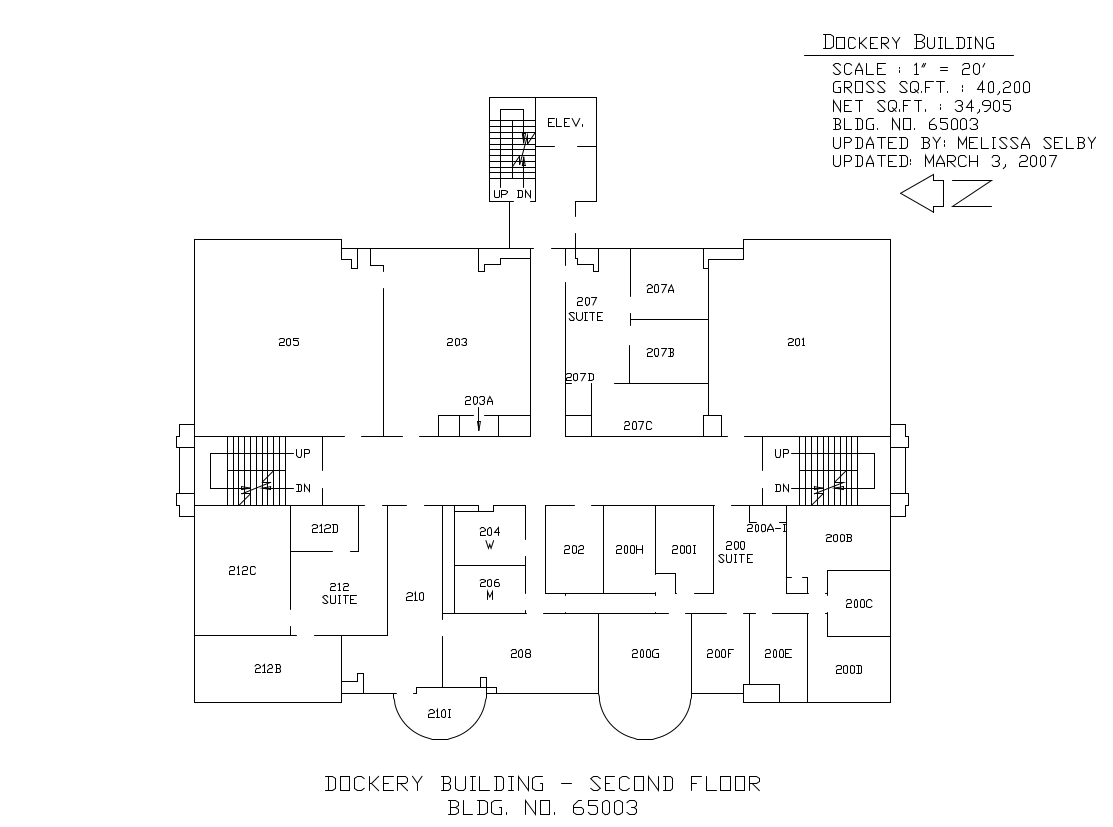 DOCKERY BUILDING
SCALE : 1" = 20'
GROSS SQ.FT. : 40,200
NET SQ.FT. : 34,905
BLDG. NO. 65003
UPDATED BY: MELISSA SELBY
UPDATED: MARCH 3, 2007
N
ELEV.
UP DN
207A
207
SUITE
205
203
201
207B
207D
203A
207C
UP
UP
DN
DN
212D
204
W
202
200H
200I
200
SUITE
200A-I
200B
212C
212
SUITE
206
M
210
200C
212B
208
200G
200F
200E
200D
210I
DOCKERY BUILDING - SECOND FLOOR
BLDG. NO. 65003